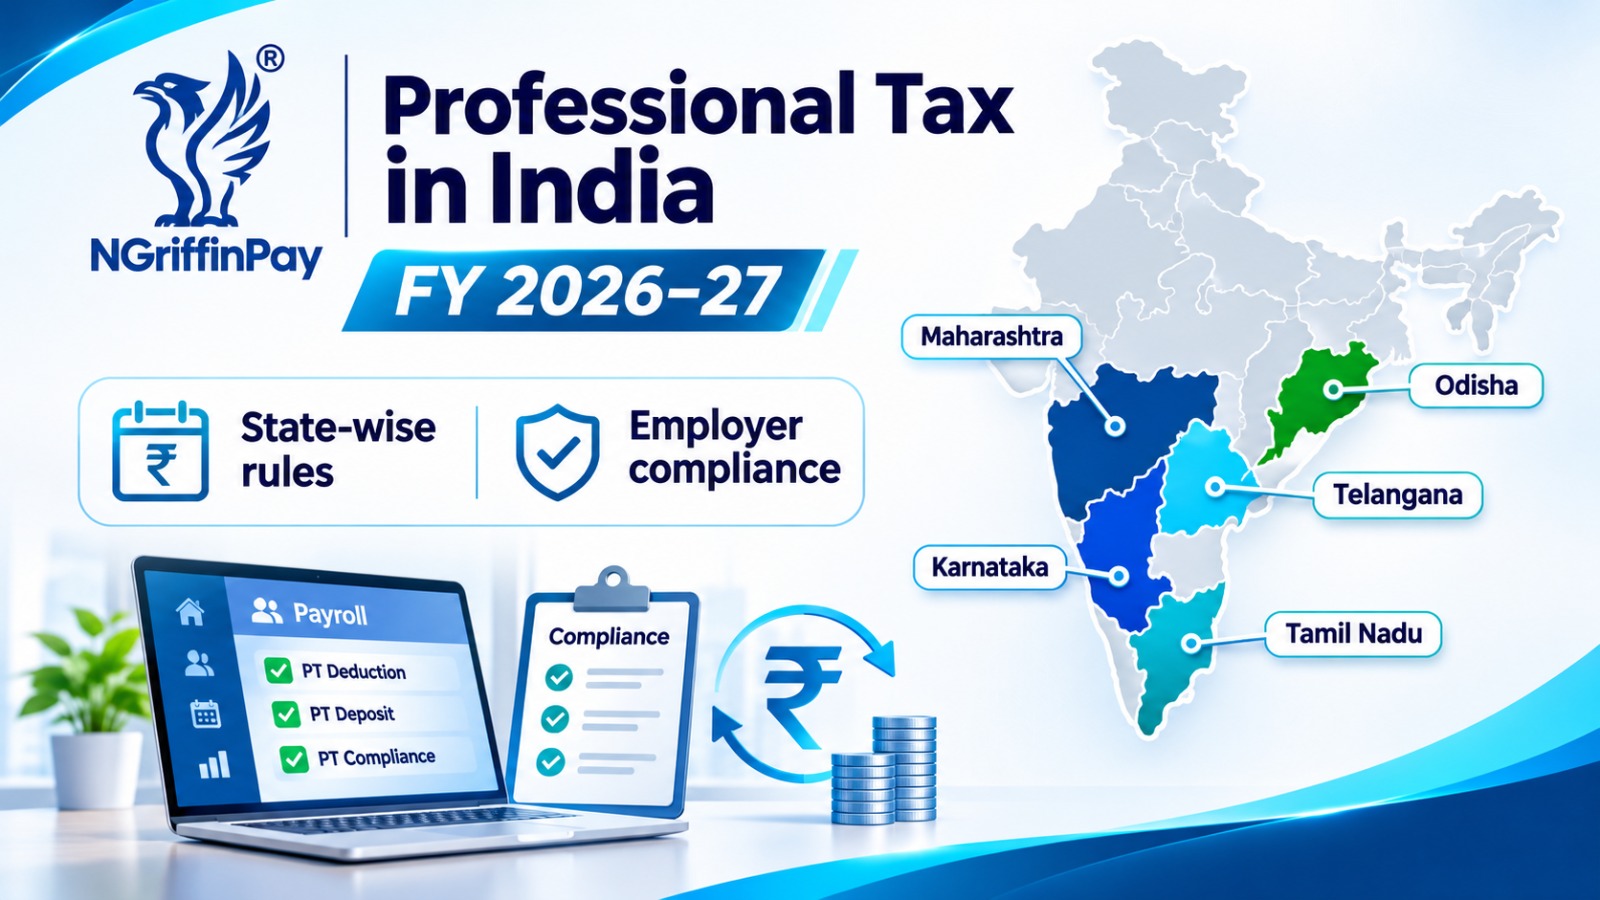 ®
NGriffinPay
Professional Tax
in India
FY 2026–27
₹
State-wise
rules
Employer
compliance
Maharashtra
Odisha
Telangana
Karnataka
Tamil Nadu
Payroll
PT Deduction
PT Deposit
PT Compliance
Compliance
₹